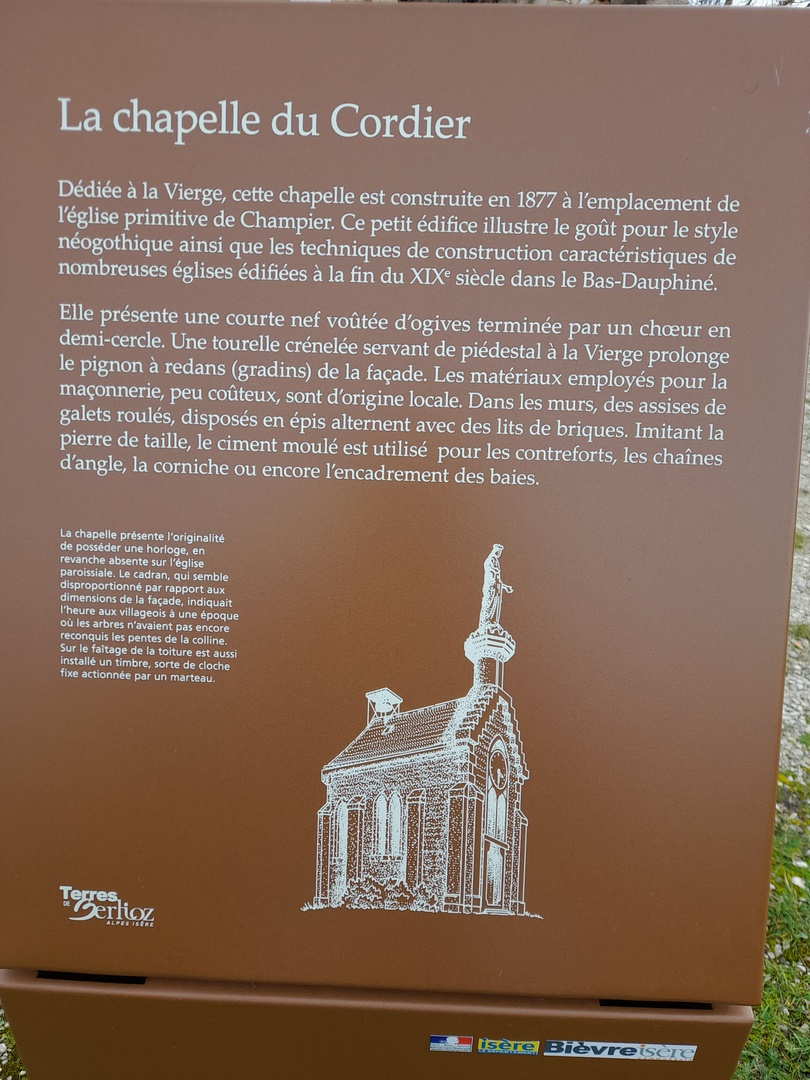 La chapelle du Cordier
Dédiée à la Vierge, cette chapelle est construite en 1877 à l'emplacement de
l'église primitive de Champier. Ce petit édifice illustre le goût pour le style
néogothique ainsi que les techniques de construction caractéristiques de
nombreuses églises édifiées à la fin du XIXe siècle dans le Bas-Dauphiné.
Elle présente une courte nef voûtée d'ogives terminée par un chœur en
demi-cercle. Une tourelle crénelée servant de piédestal à la Vierge prolonge
le pignon à redans (gradins) de la façade. Les matériaux employés pour la
maçonnerie, peu coûteux, sont d'origine locale. Dans les murs, des assises de
galets roulés, disposés en épis alternent avec des lits de briques. Imitant la
pierre de taille, le ciment moulé est utilisé pour les contreforts, les chaînes
d'angle, la corniche ou encore l'encadrement des baies.
La chapelle présente l'originalité
de posséder une horloge, en
revanche absente sur l'église
paroissiale. Le cadran, qui semble
disproportionné par rapport aux
dimensions de la façade, indiquait
l'heure aux villageois à une époque
où les arbres n'avaient pas encore
reconquis les pentes de la colline.
Sur le faîtage de la toiture est aussi
installé un timbre, sorte de cloche
fixe actionnée par un marteau.
Terres
DE Berlioz
ALPES ISÈRE
isère
Bièvre isère